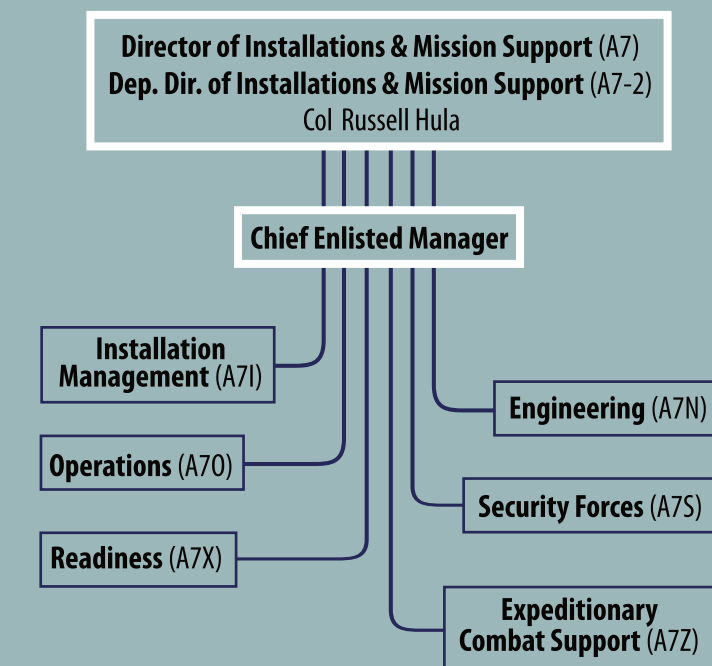 Director of Installations & Mission Support (A7)
Dep. Dir. of Installations & Mission Support (A7-2)
Col Russell Hula
Chief Enlisted Manager
Installation
Management (A7I)
Operations (A7O)
Readiness (A7X)
Engineering (A7N)
Security Forces (A7S)
Expeditionary
Combat Support (A7Z)